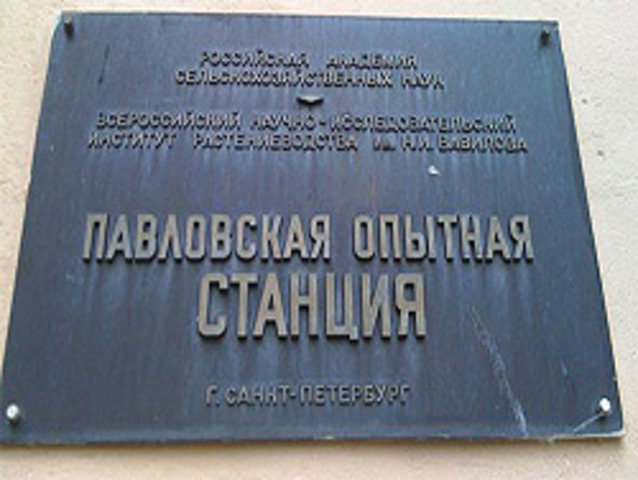 РОССИЙСКАЯ АКАДЕМИЯ
СЕЛЬСКОХОЗЯЙСТВЕННЫХ НАУК
ВСЕРОССИЙСКИЙ НАУЧНО-ИССЛЕДОВАТЕЛЬСКИЙ
ИНСТИТУТ РАСТЕНИЕВОДСТВА ИМ. Н.И. ВАВИЛОВА
ПАВЛОВСКАЯ ОПЫТНАЯ
СТАНЦИЯ
Г. САНКТ-ПЕТЕРБУРГ